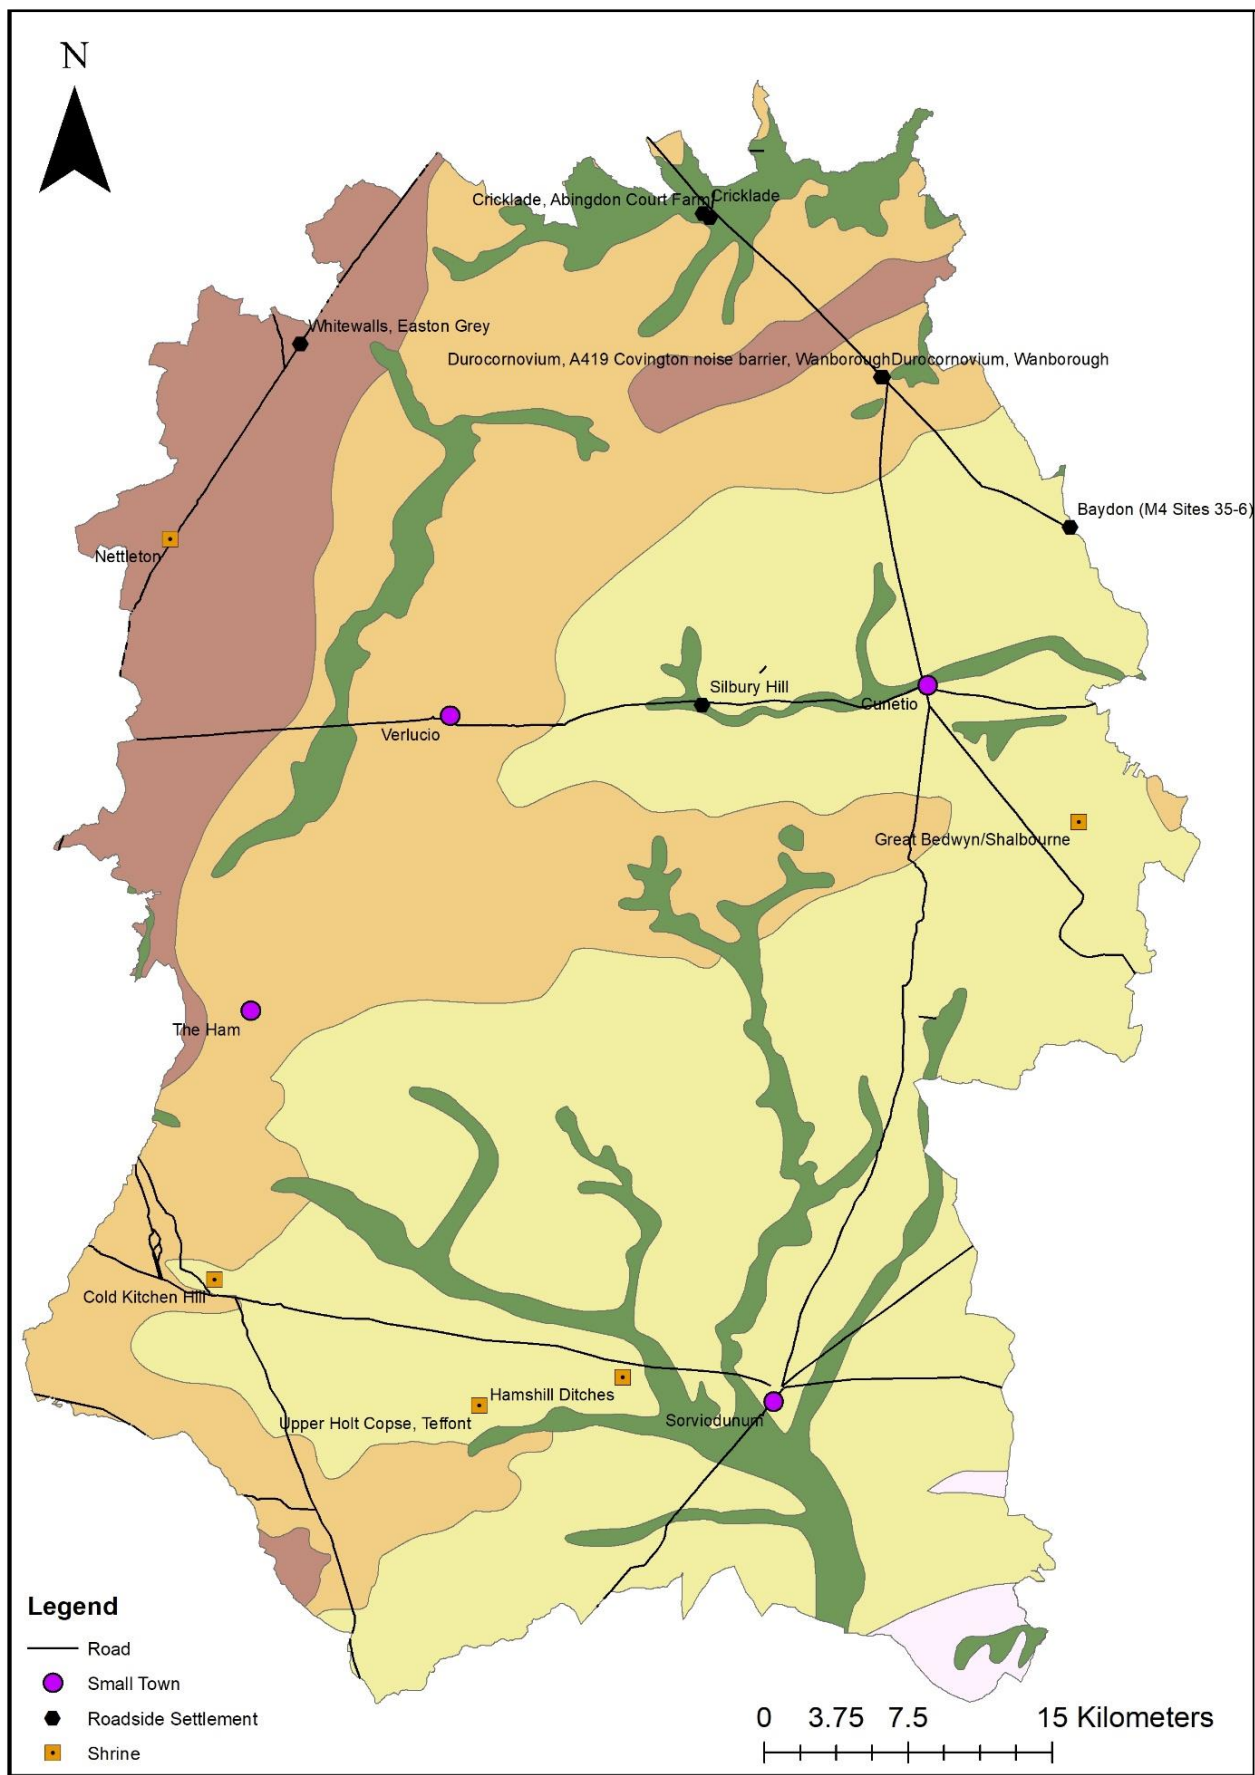 N
Cricklade, Abingdon Court Farm
Cricklade
Whitewalls, Easton Grey
Durocornovium, A419 Covington noise barrier, Wanborough
Durocornovium, Wanborough
Baydon (M4 Sites 35-6)
Nettleton
Silbury Hill
Cunetio
Verlucio
Great Bedwyn/Shalbourne
The Ham
Cold Kitchen Hill
Hamshill Ditches
Upper Holt Copse, Teffont
Sorviodunum
Legend
Road
Small Town
Roadside Settlement
Shrine
0 3.75 7.5 15 Kilometers